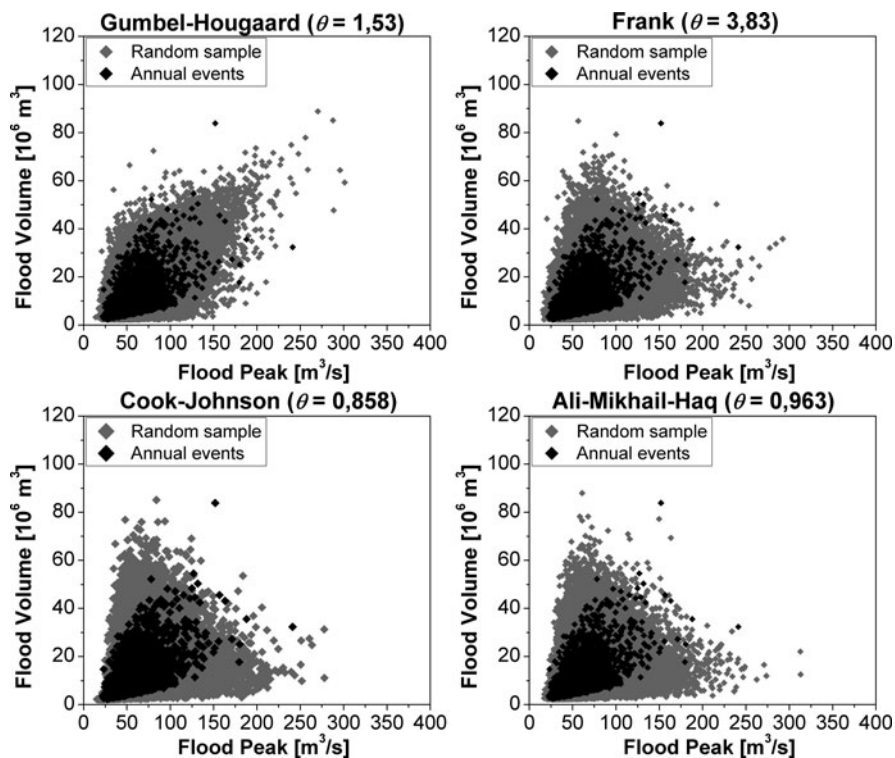 Gumbel-Hougaard (θ = 1,53)
Random sample
Annual events
Flood Volume [10⁶ m³]
120
100
80
60
40
20
0
0 50 100 150 200 250 300 350 400
Flood Peak [m³/s]
Frank (θ = 3,83)
Random sample
Annual events
Flood Volume [10⁶ m³]
120
100
80
60
40
20
0
0 50 100 150 200 250 300 350 400
Flood Peak [m³/s]
Cook-Johnson (θ = 0,858)
Random sample
Annual events
Flood Volume [10⁶ m³]
120
100
80
60
40
20
0
0 50 100 150 200 250 300 350 400
Flood Peak [m³/s]
Ali-Mikhail-Haq (θ = 0,963)
Random sample
Annual events
Flood Volume [10⁶ m³]
120
100
80
60
40
20
0
0 50 100 150 200 250 300 350 400
Flood Peak [m³/s]